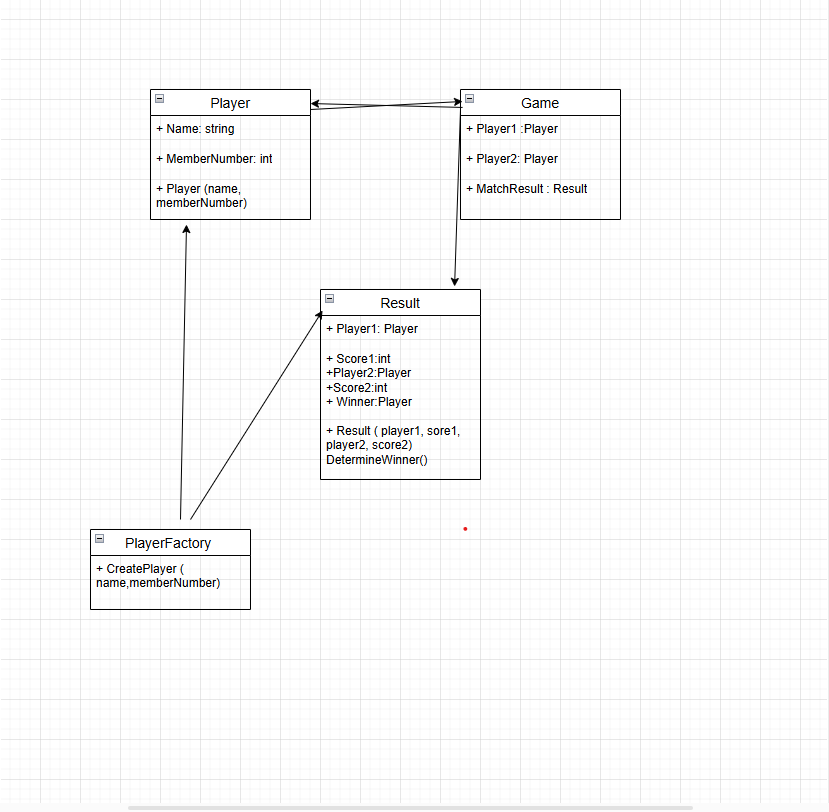 Player
+ Name: string
+ MemberNumber: int
+ Player (name,
memberNumber)
Game
+ Player1 :Player
+ Player2: Player
+ MatchResult : Result
Result
+ Player1: Player
+ Score1:int
+Player2:Player
+Score2:int
+ Winner:Player
+ Result ( player1, sore1,
player2, score2)
DetermineWinner()
PlayerFactory
+ CreatePlayer (
name,memberNumber)